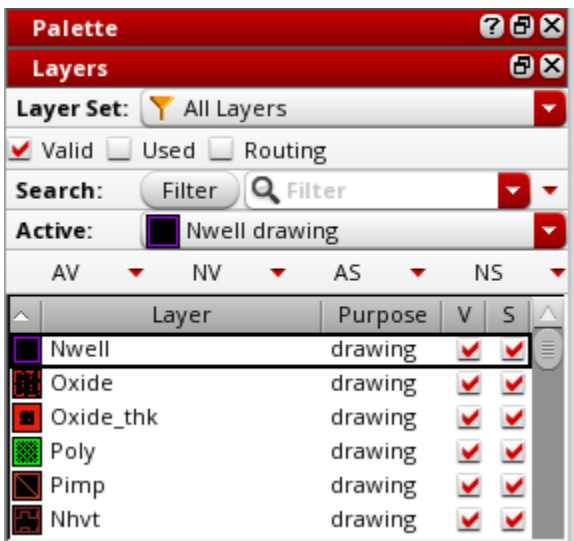 Palette
Layers
Layer Set: All Layers
Valid Used Routing
Search: Filter Filter
Active: Nwell drawing
AV NV AS NS
Layer Purpose V S
Nwell drawing
Oxide drawing
Oxide_thk drawing
Poly drawing
Pimp drawing
Nhvt drawing